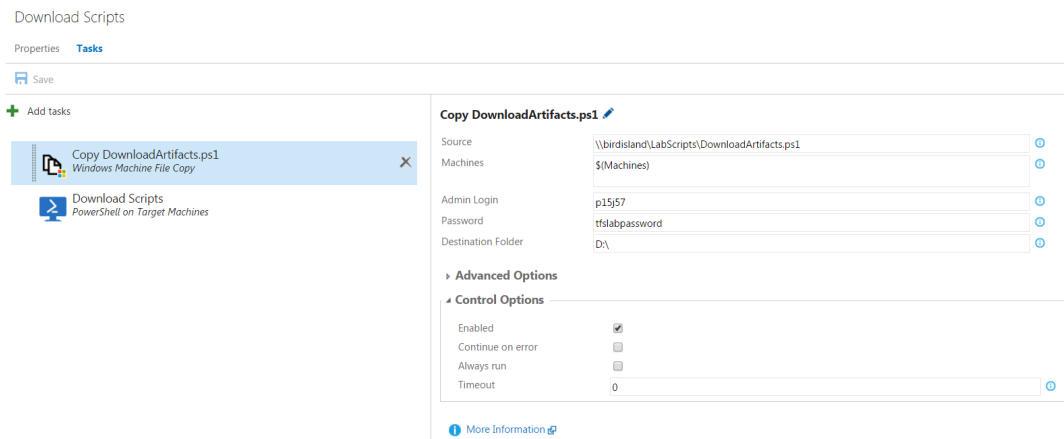 Download Scripts
Properties Tasks
Save
Add tasks
Copy DownloadArtifacts.ps1
Windows Machine File Copy
Download Scripts
PowerShell on Target Machines
Copy DownloadArtifacts.ps1
Source \\birdisland\LabScripts\DownloadArtifacts.ps1
Machines $(Machines)
Admin Login p15j57
Password tfslabpassword
Destination Folder D:\
Advanced Options
Control Options
Enabled
Continue on error
Always run
Timeout 0
More Information